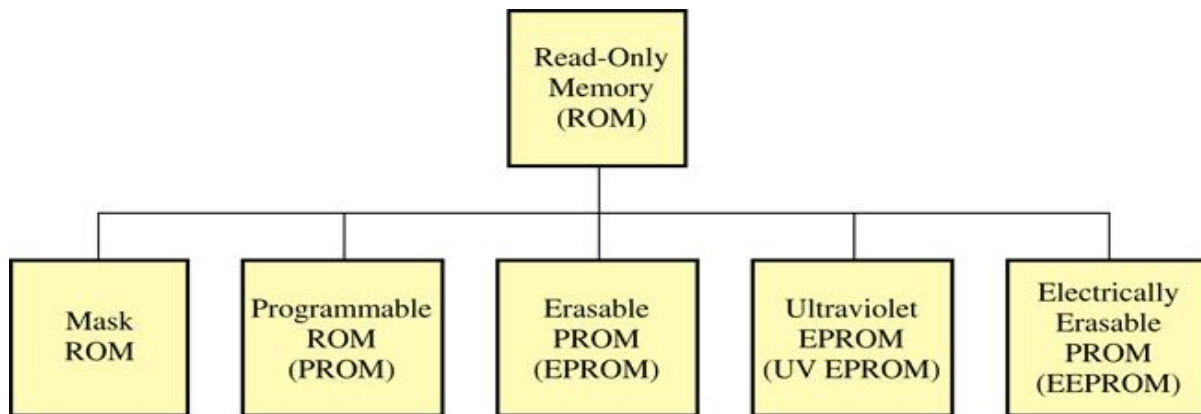 Read-Only
Memory
(ROM)
Mask
ROM
Programmable
ROM
(PROM)
Erasable
PROM
(EPROM)
Ultraviolet
EPROM
(UV EPROM)
Electrically
Erasable
PROM
(EEPROM)